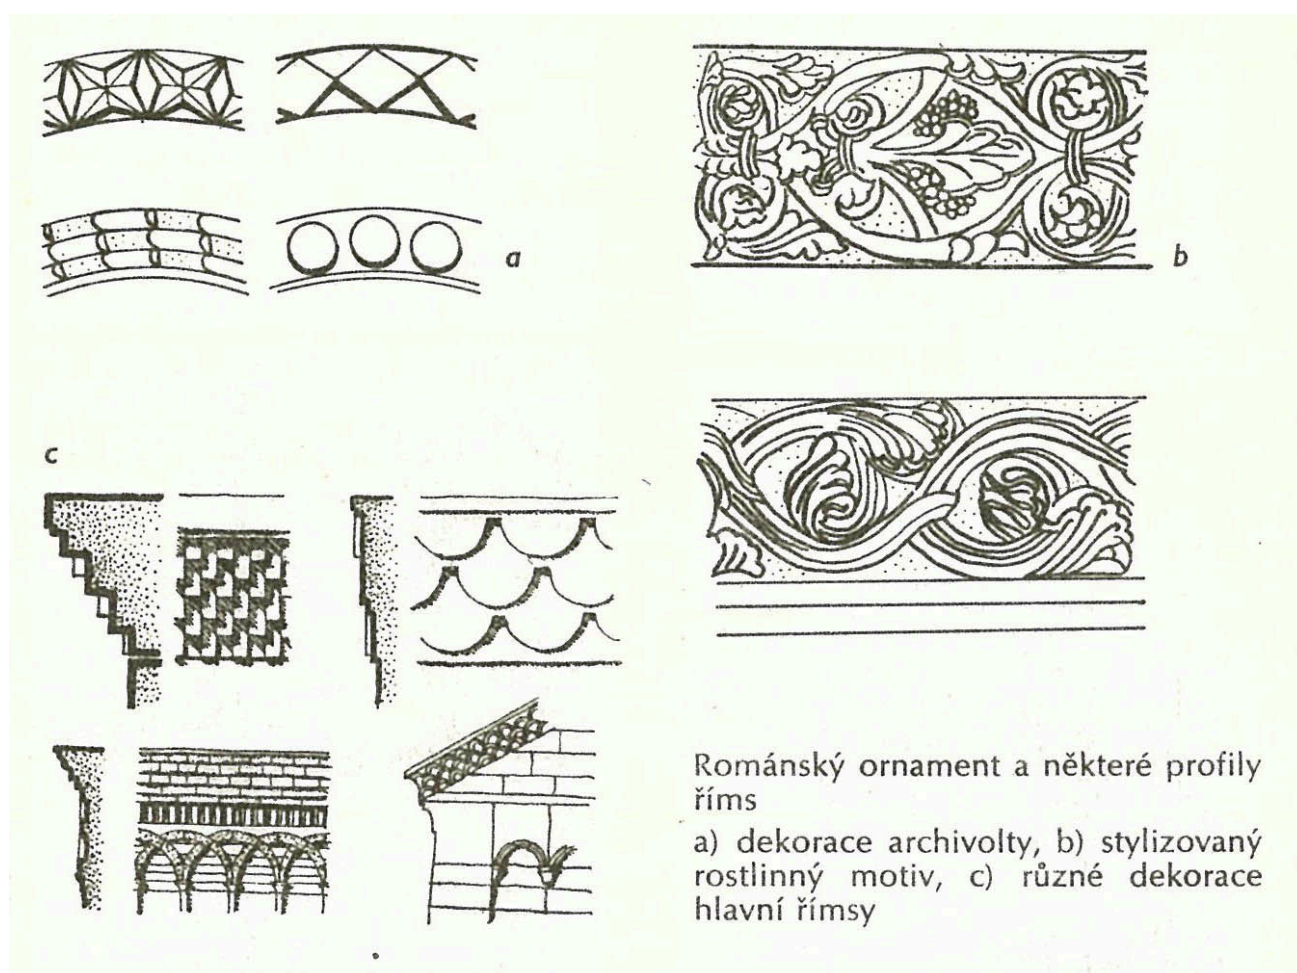 a
b
c
Románský ornament a některé profily
říms
a) dekorace archivolty, b) stylizovaný
rostlinný motiv, c) různé dekorace
hlavní římsy